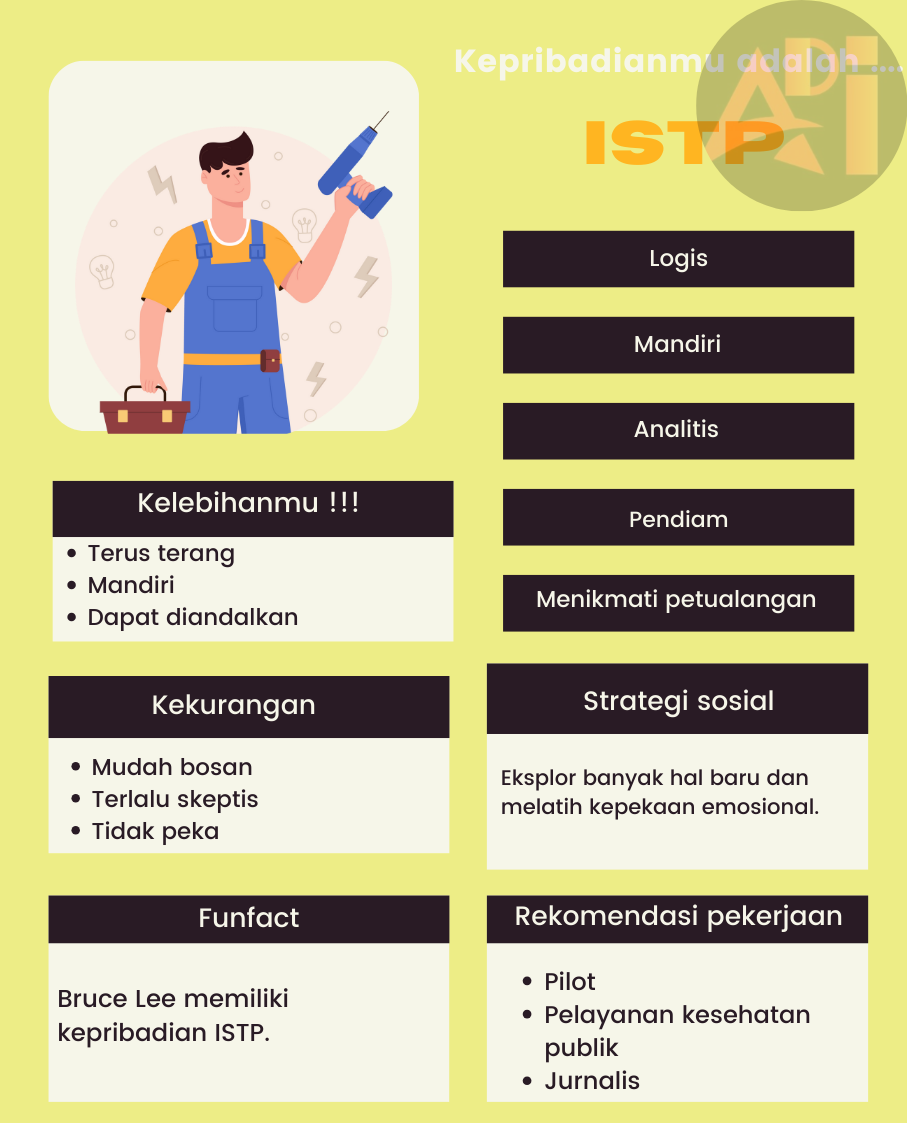 Kepribadianmu adalah ....
ISTP
APi
Logis
Mandiri
Analitis
Pendiam
Menikmati petualangan
Kelebihanmu !!!
• Terus terang
• Mandiri
• Dapat diandalkan
Kekurangan
• Mudah bosan
• Terlalu skeptis
• Tidak peka
Strategi sosial
Eksplor banyak hal baru dan
melatih kepekaan emosional.
Funfact
Bruce Lee memiliki
kepribadian ISTP.
Rekomendasi pekerjaan
• Pilot
• Pelayanan kesehatan
publik
• Jurnalis